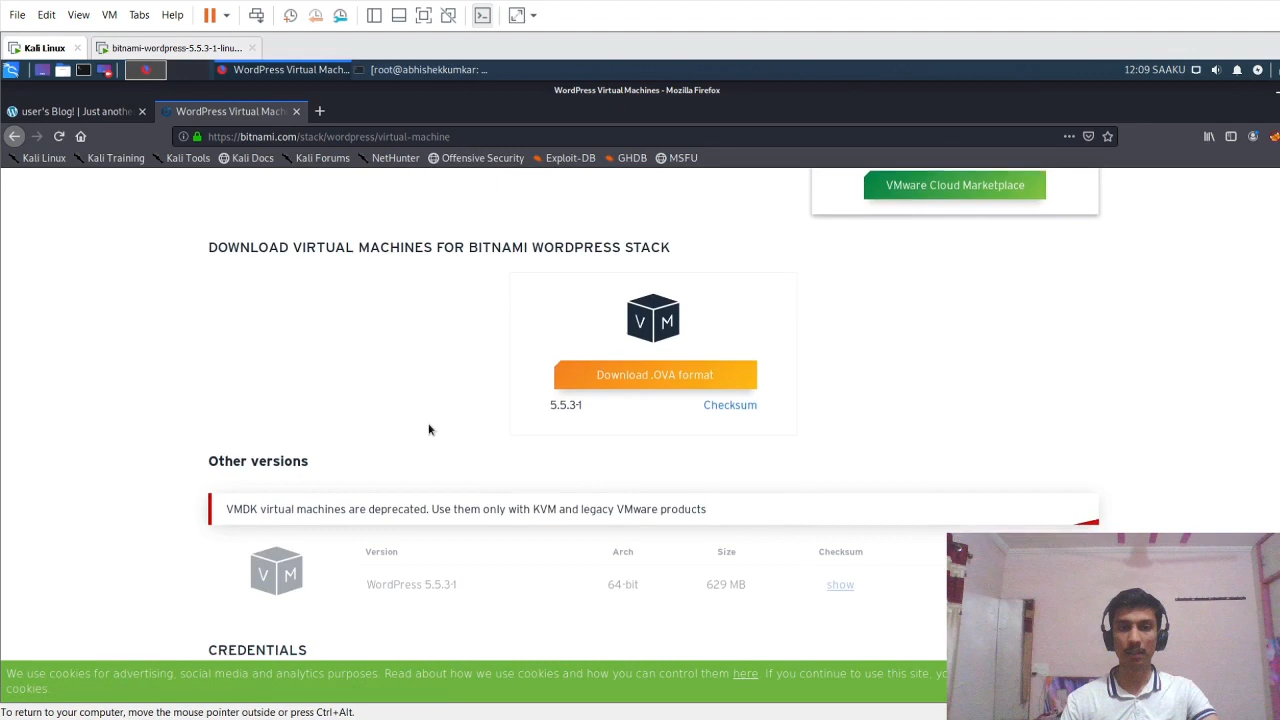 File Edit View VM Tabs Help
Kali Linux
bitnami-wordpress-5.5.3-1-linu...
WordPress Virtual Mach...
[root@abhishekkumar: ...
12:09 SAAKU
WordPress Virtual Machines - Mozilla Firefox
user's Blog! | Just anothe
WordPress Virtual Mach
https://bitnami.com/stack/wordpress/virtual-machine
Kali Linux Kali Training Kali Tools Kali Docs Kali Forums NetHunter Offensive Security Exploit-DB GHDB MSFU
VMware Cloud Marketplace
DOWNLOAD VIRTUAL MACHINES FOR BITNAMI WORDPRESS STACK
V M
Download .OVA format
5.5.3-1 Checksum
Other versions
VMDK virtual machines are deprecated. Use them only with KVM and legacy VMware products
Version Arch Size Checksum
V M
WordPress 5.5.3-1 64-bit 629 MB show
CREDENTIALS
We use cookies for advertising, social media and analytics purposes. Read about how we use cookies and how you can control them here. If you continue to use this site,
cookies.
To return to your computer, move the mouse pointer outside or press Ctrl+Alt.